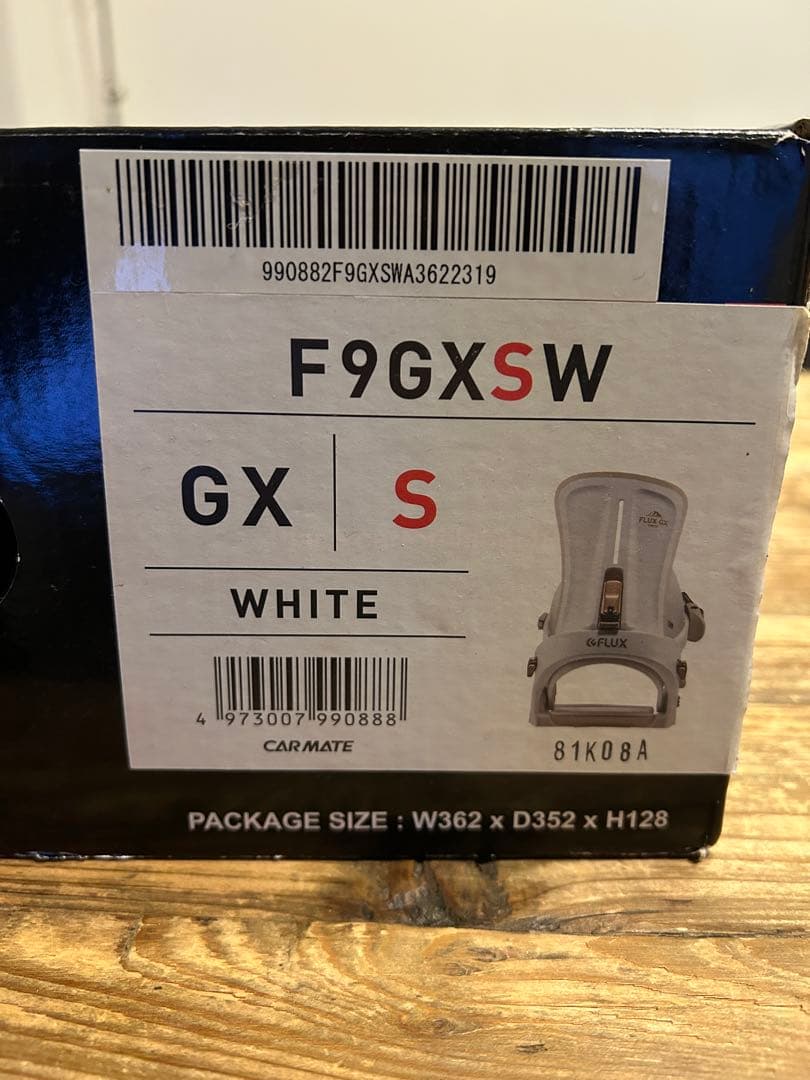 990882F9GXSWA3622319
F9GXSW
GX S
WHITE
FLUX GX
FLUX
4 973007 990888
CARMATE
81K08A
PACKAGE SIZE : W362 x D352 x H128